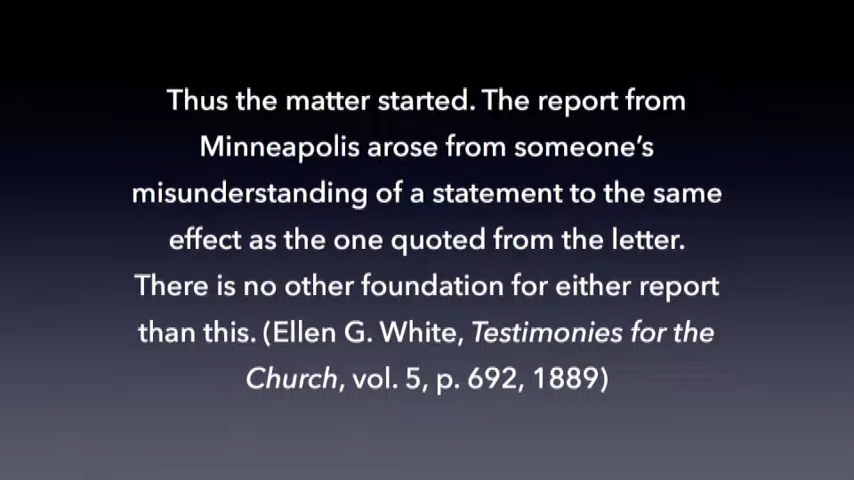 Thus the matter started. The report from
Minneapolis arose from someone’s
misunderstanding of a statement to the same
effect as the one quoted from the letter.
There is no other foundation for either report
than this. (Ellen G. White, Testimonies for the
Church, vol. 5, p. 692, 1889)